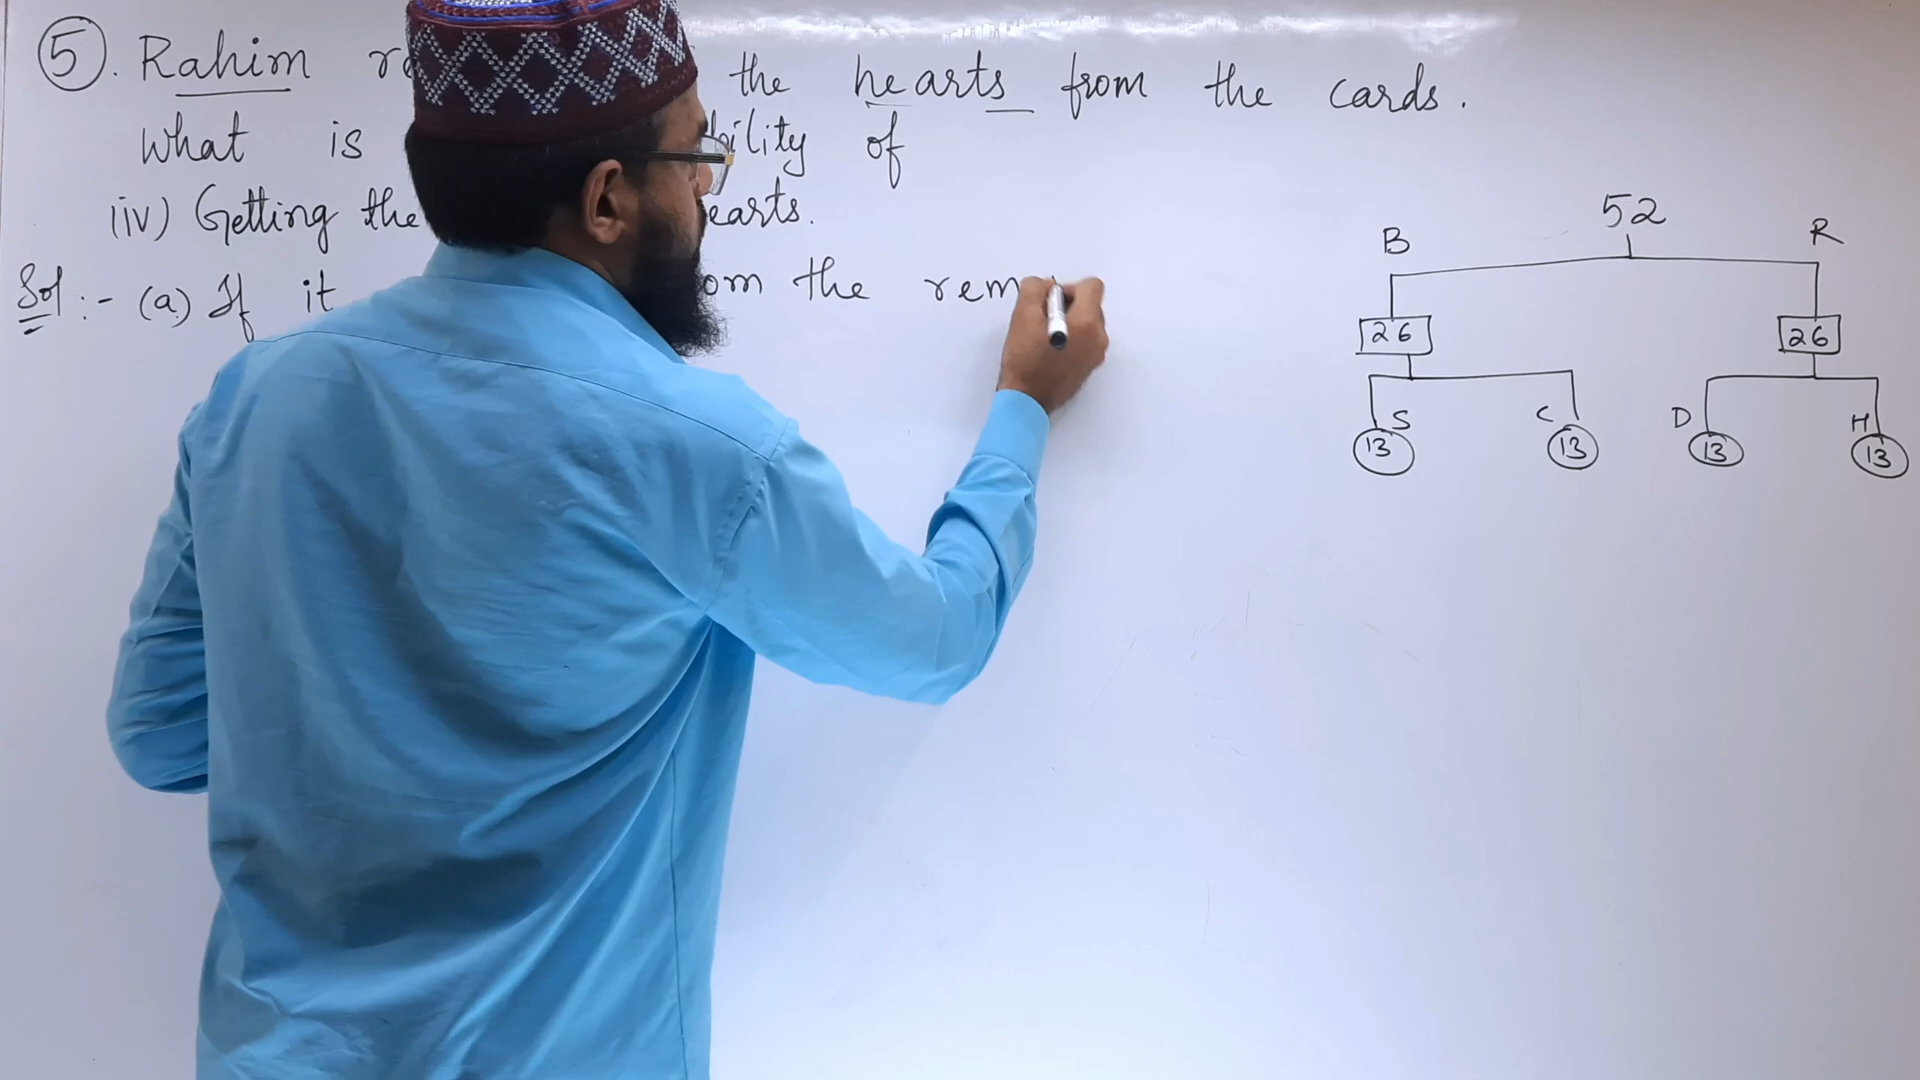 5. Rahim the hearts from the cards.
What is bility of
iiv) Getting the earts.
Sol :- (a) If it om the rem
52
B R
26 26
S C D H
13 13 13 13